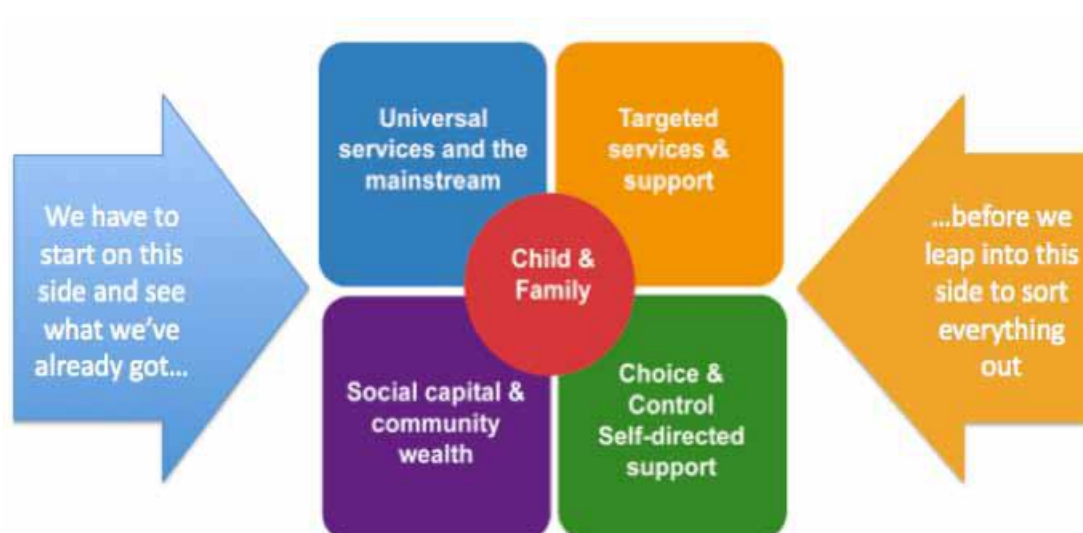 We have to
start on this
side and see
what we've
already got...
Universal
services and the
mainstream
Targeted
services &
support
Child &
Family
Social capital &
community
wealth
Choice &
Control
Self-directed
support
...before we
leap into this
side to sort
everything
out